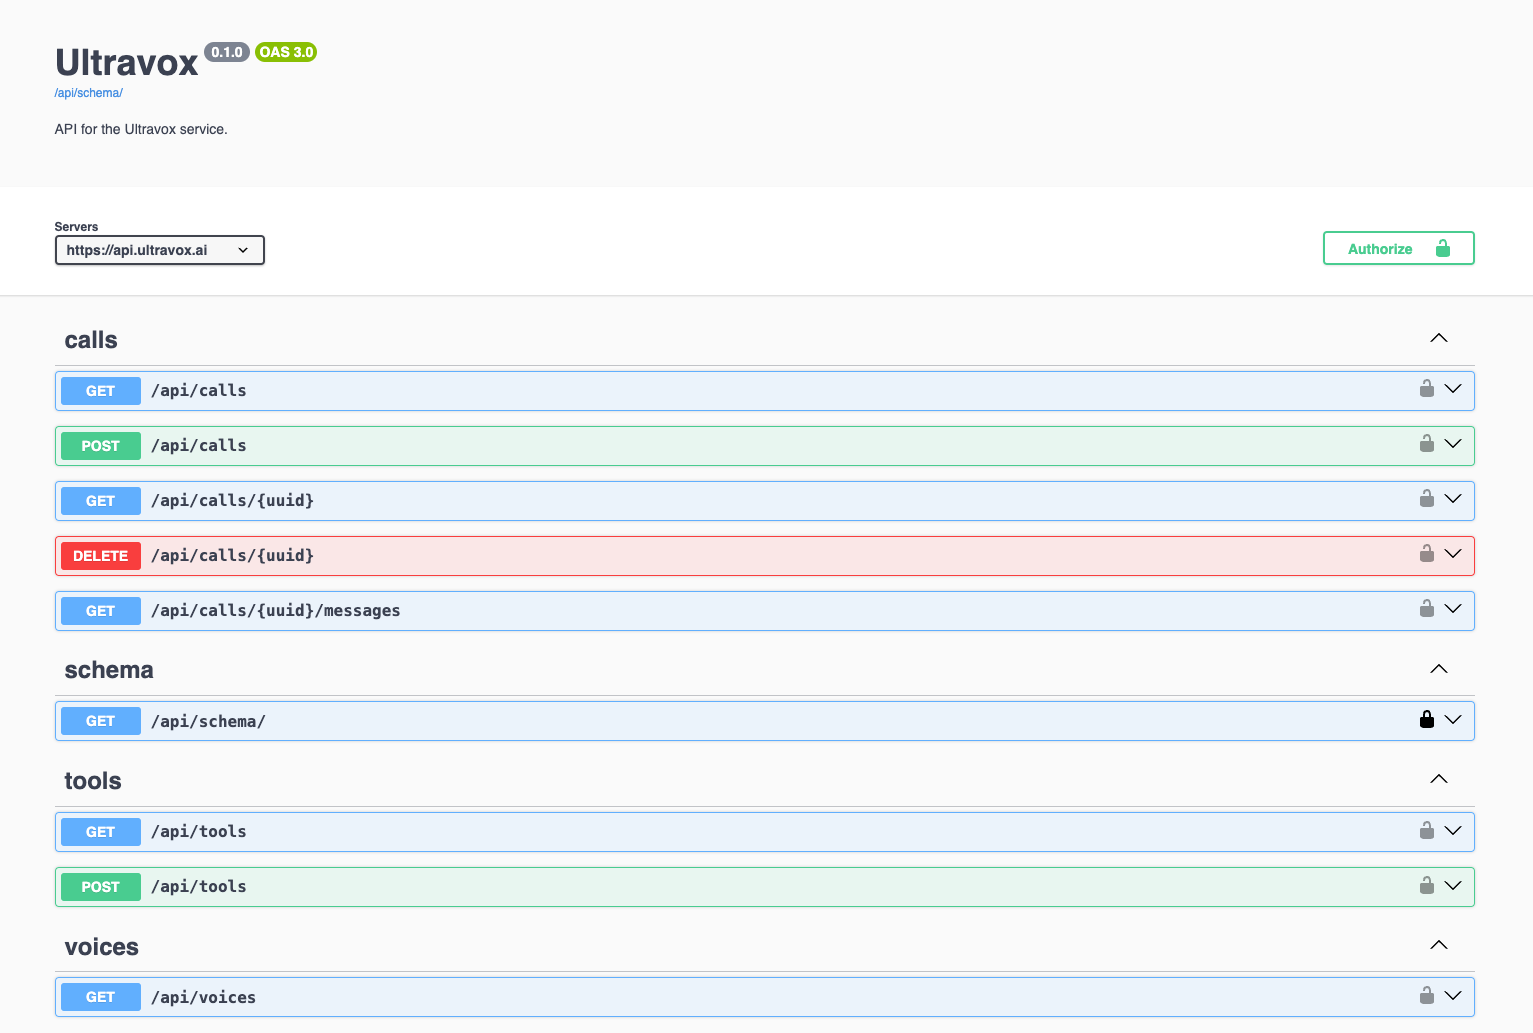 Ultravox 0.1.0 OAS 3.0
/api/schema/
API for the Ultravox service.
Servers
https://api.ultravox.ai
Authorize
calls
GET /api/calls
POST /api/calls
GET /api/calls/{uuid}
DELETE /api/calls/{uuid}
GET /api/calls/{uuid}/messages
schema
GET /api/schema/
tools
GET /api/tools
POST /api/tools
voices
GET /api/voices